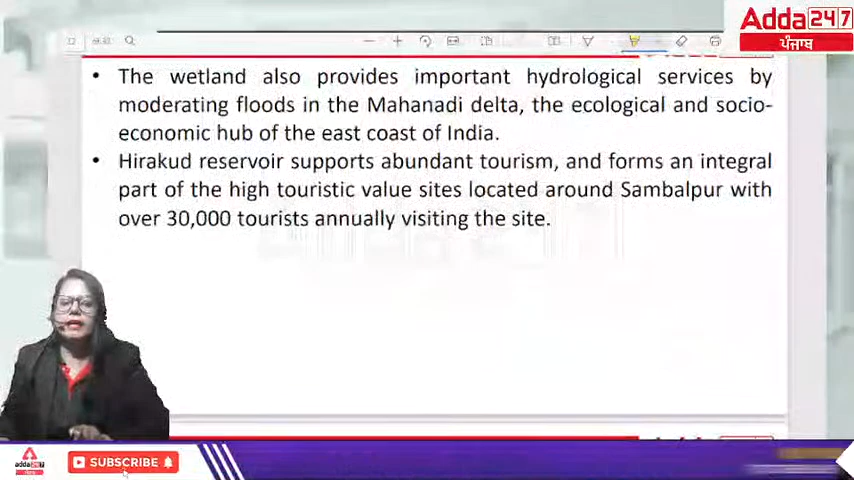 Adda247
ਪੰਜਾਬ
• The wetland also provides important hydrological services by
moderating floods in the Mahanadi delta, the ecological and socio-
economic hub of the east coast of India.
• Hirakud reservoir supports abundant tourism, and forms an integral
part of the high touristic value sites located around Sambalpur with
over 30,000 tourists annually visiting the site.
adda247
SUBSCRIBE